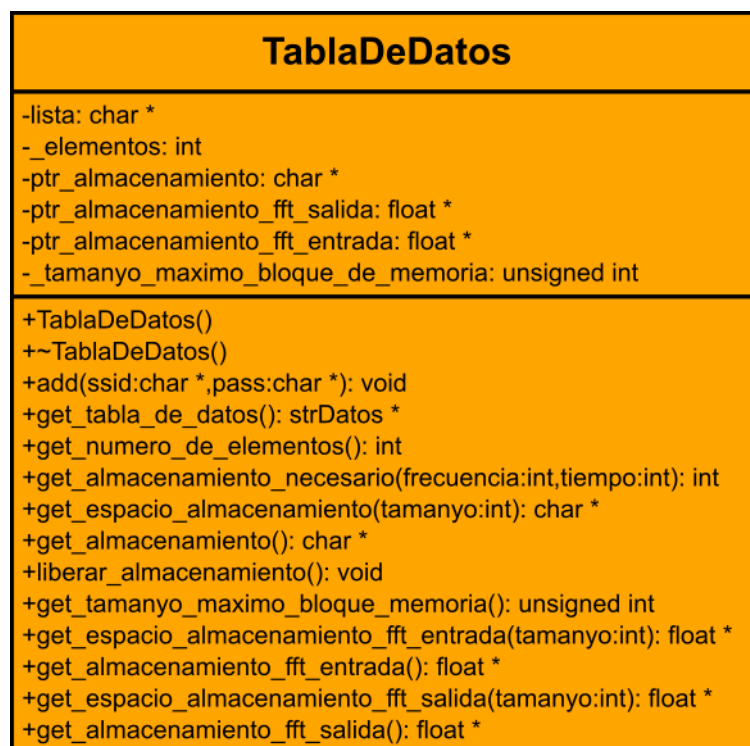 TablaDeDatos
-lista: char *
-_elementos: int
-ptr_almacenamiento: char *
-ptr_almacenamiento_fft_salida: float *
-ptr_almacenamiento_fft_entrada: float *
-_tamanyo_maximo_bloque_de_memoria: unsigned int
+TablaDeDatos()
+~TablaDeDatos()
+add(ssid:char *,pass:char *): void
+get_tabla_de_datos(): strDatos *
+get_numero_de_elementos(): int
+get_almacenamiento_necesario(frecuencia:int,tiempo:int): int
+get_espacio_almacenamiento(tamanyo:int): char *
+get_almacenamiento(): char *
+liberar_almacenamiento(): void
+get_tamanyo_maximo_bloque_memoria(): unsigned int
+get_espacio_almacenamiento_fft_entrada(tamanyo:int): float *
+get_almacenamiento_fft_entrada(): float *
+get_espacio_almacenamiento_fft_salida(tamanyo:int): float *
+get_almacenamiento_fft_salida(): float *